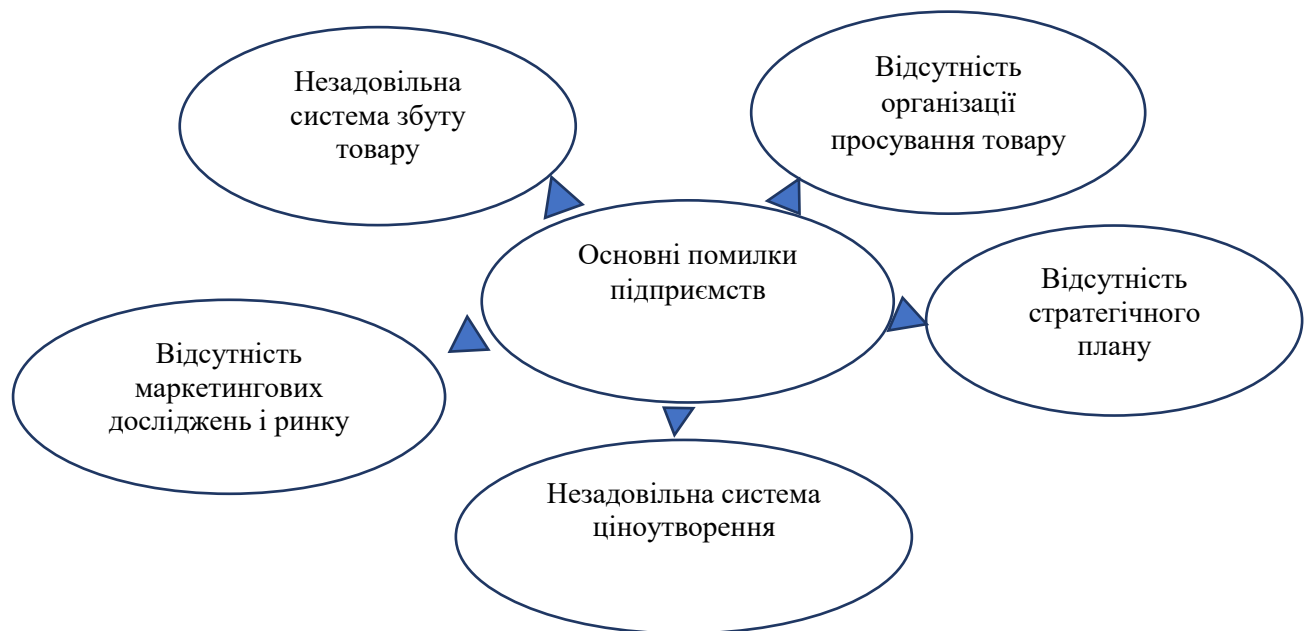 Незадовільна
система збуту
товару
Відсутність
організації
просування товару
Основні помилки
підприємств
Відсутність
стратегічного
плану
Відсутність
маркетингових
досліджень і ринку
Незадовільна система
ціноутворення